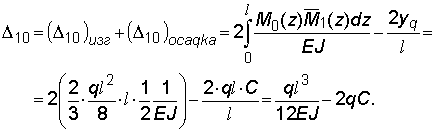 Δ₁₀ = (Δ₁₀)изг + (Δ₁₀)осадка = 2∫₀ˡ M₀(z)M̅₁(z)dz / EJ − 2y_q / l =
= 2(2/3 · ql²/8 · l · 1/2 1/EJ) − 2·ql·C / l = ql³/12EJ − 2qC.